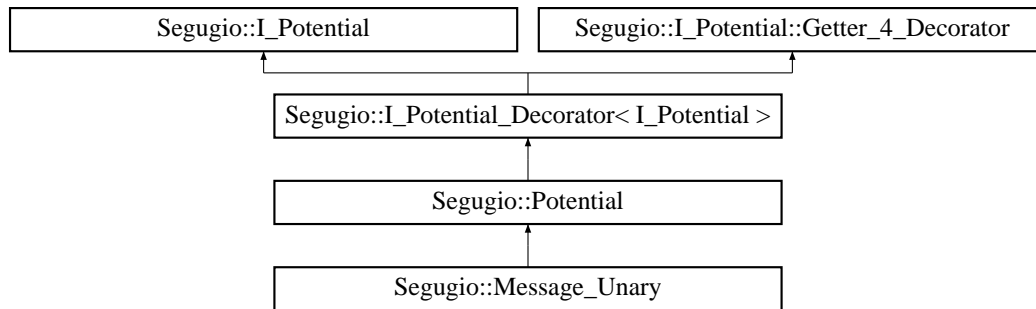 Segugio::I_Potential
Segugio::I_Potential::Getter_4_Decorator
Segugio::I_Potential_Decorator< I_Potential >
Segugio::Potential
Segugio::Message_Unary